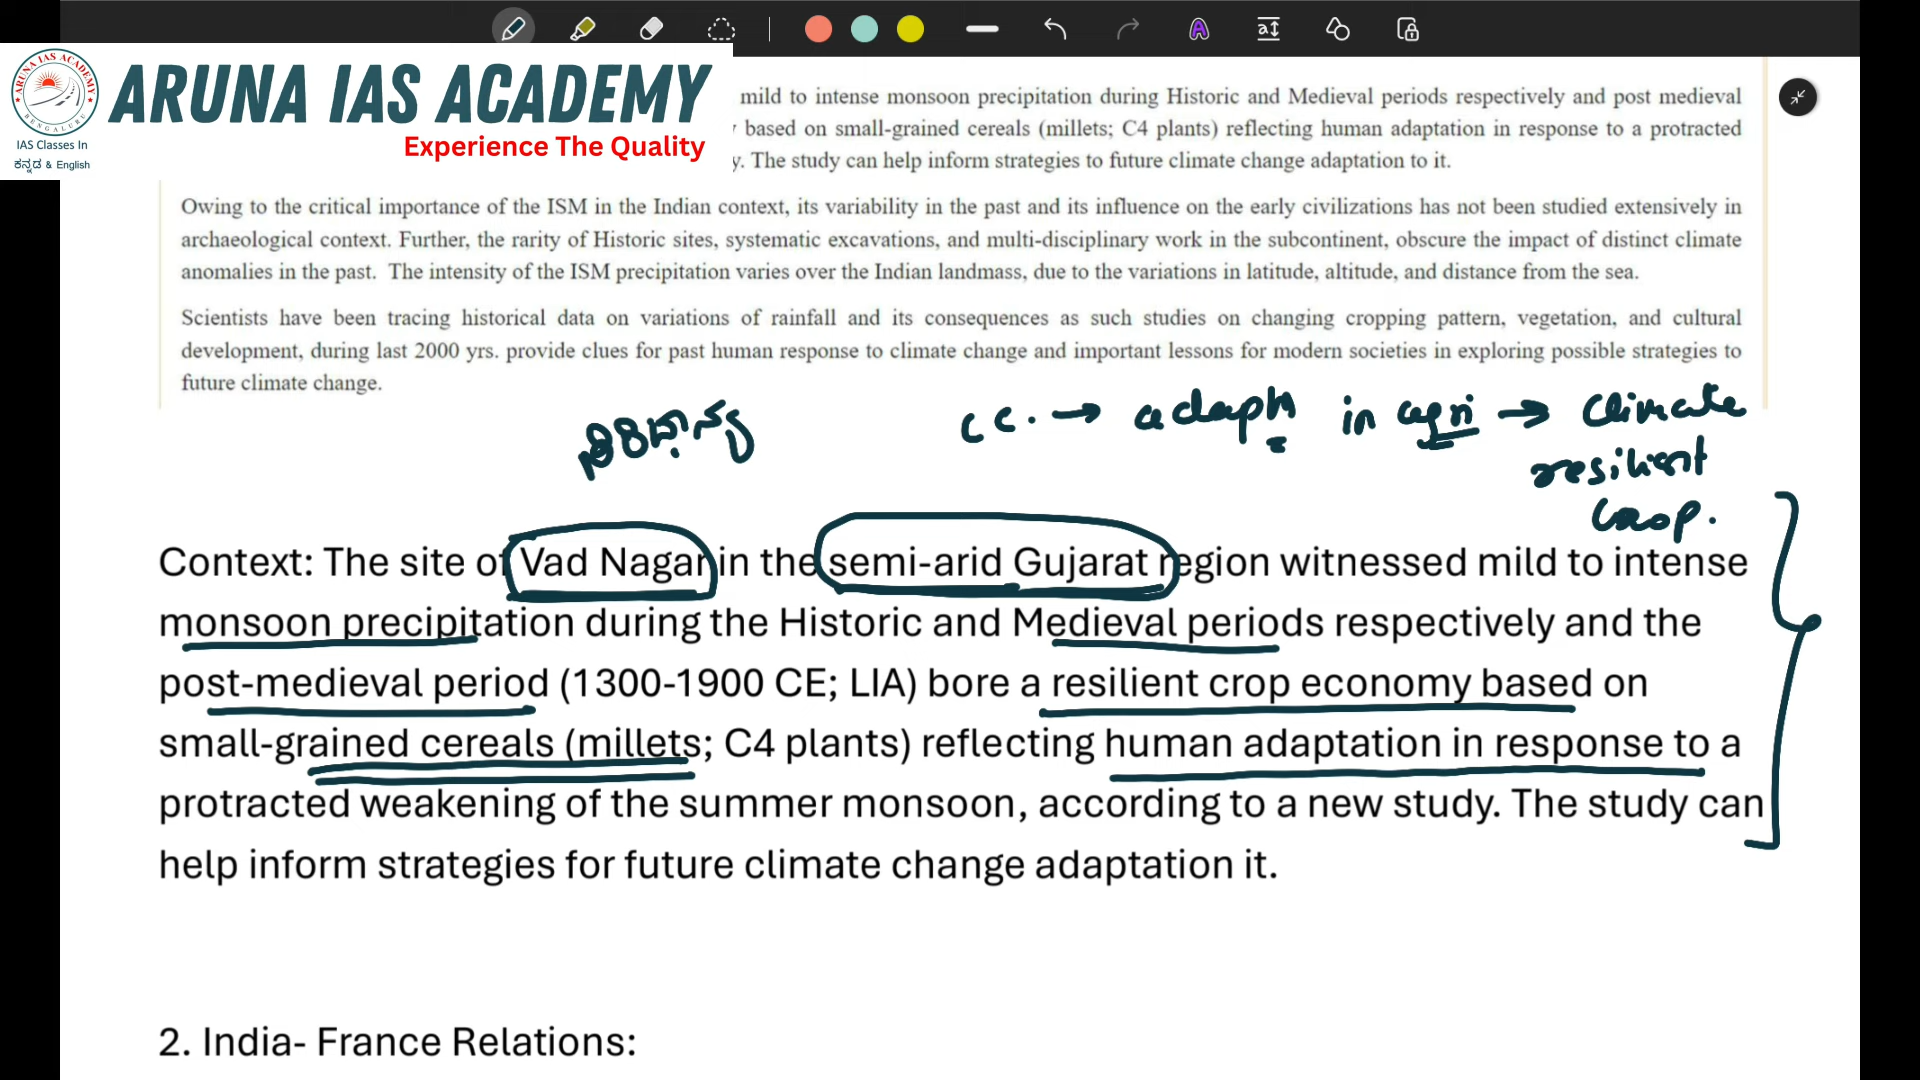 ARUNA IAS ACADEMY
Experience The Quality
ARUNA IAS ACADEMY
BENGALURU
IAS Classes In
ಕನ್ನಡ & English
mild to intense monsoon precipitation during Historic and Medieval periods respectively and post medieval
based on small-grained cereals (millets; C4 plants) reflecting human adaptation in response to a protracted
y. The study can help inform strategies to future climate change adaptation to it.
Owing to the critical importance of the ISM in the Indian context, its variability in the past and its influence on the early civilizations has not been studied extensively in
archaeological context. Further, the rarity of Historic sites, systematic excavations, and multi-disciplinary work in the subcontinent, obscure the impact of distinct climate
anomalies in the past. The intensity of the ISM precipitation varies over the Indian landmass, due to the variations in latitude, altitude, and distance from the sea.
Scientists have been tracing historical data on variations of rainfall and its consequences as such studies on changing cropping pattern, vegetation, and cultural
development, during last 2000 yrs. provide clues for past human response to climate change and important lessons for modern societies in exploring possible strategies to
future climate change.
CC. → adaptn in agri → Climate
resilient
Crop.
Context: The site of Vad Nagar in the semi-arid Gujarat region witnessed mild to intense
monsoon precipitation during the Historic and Medieval periods respectively and the
post-medieval period (1300-1900 CE; LIA) bore a resilient crop economy based on
small-grained cereals (millets; C4 plants) reflecting human adaptation in response to a
protracted weakening of the summer monsoon, according to a new study. The study can
help inform strategies for future climate change adaptation it.
2. India- France Relations: